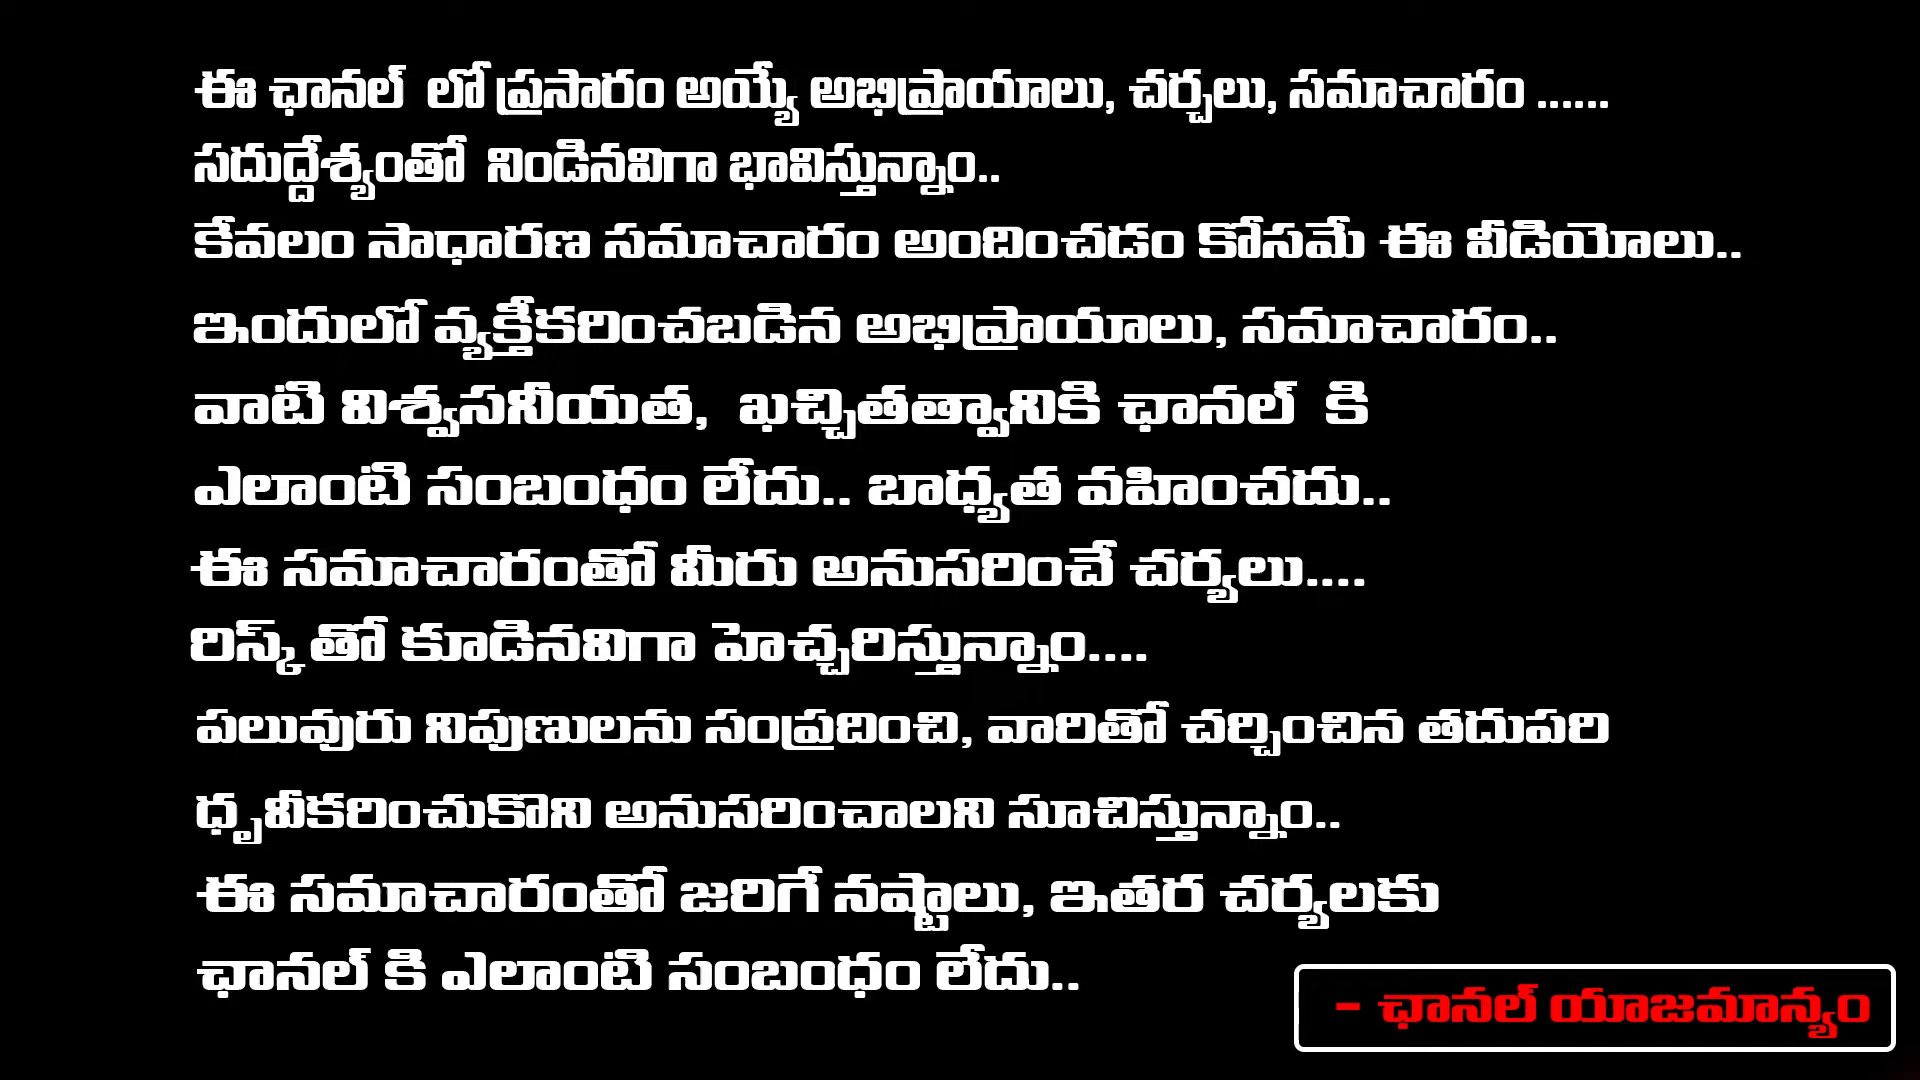 ఈ ఛానల్ లో ప్రసారం అయ్యే అభిప్రాయాలు, చర్చలు, సమాచారం ......
సదుద్దేశ్యంతో నిండినవిగా భావిస్తున్నాం..
కేవలం సాధారణ సమాచారం అందించడం కోసమే ఈ వీడియోలు..
ఇందులో వ్యక్తీకరించబడిన అభిప్రాయాలు, సమాచారం..
వాటి విశ్వసనీయత, ఖచ్చితత్వానికి ఛానల్ కి
ఎలాంటి సంబంధం లేదు.. బాధ్యత వహించదు..
ఈ సమాచారంతో మీరు అనుసరించే చర్యలు....
రిస్క్ తో కూడినవిగా హెచ్చరిస్తున్నాం....
పలువురు నిపుణులను సంప్రదించి, వారితో చర్చించిన తదుపరి
ధృవీకరించుకొని అనుసరించాలని సూచిస్తున్నాం..
ఈ సమాచారంతో జరిగే నష్టాలు, ఇతర చర్యలకు
ఛానల్ కి ఎలాంటి సంబంధం లేదు..
- ఛానల్ యాజమాన్యం